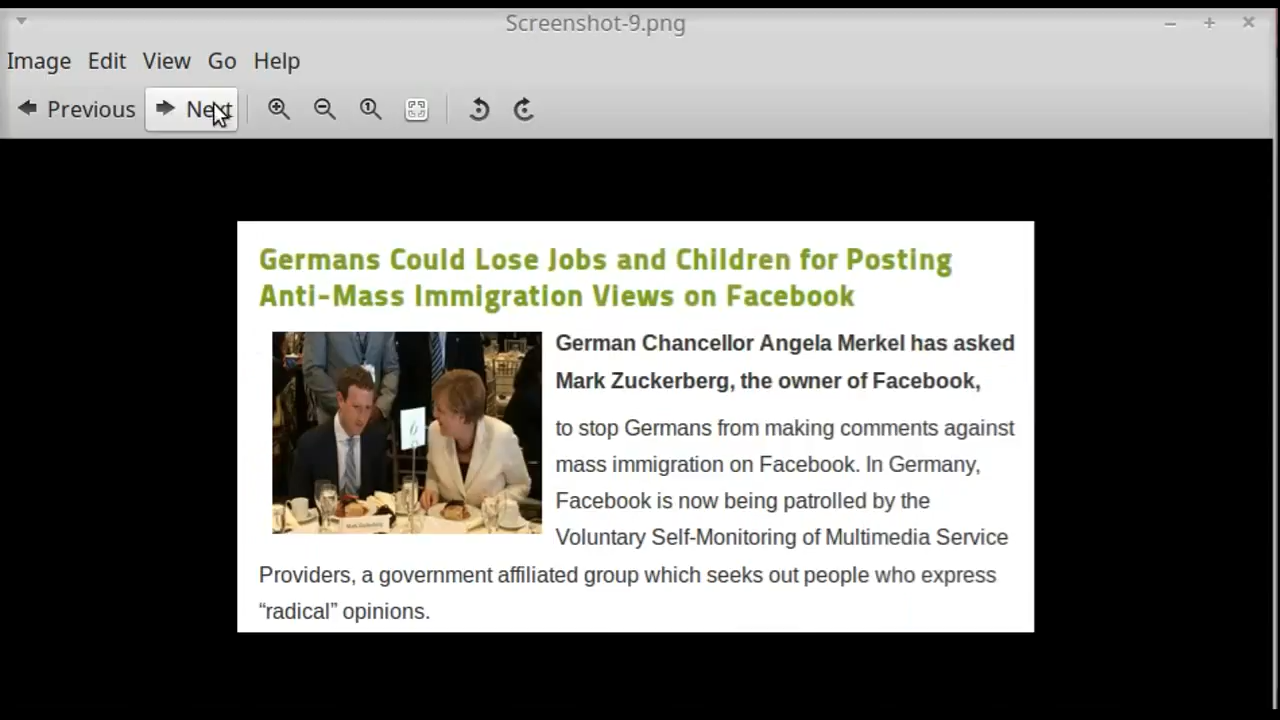 Screenshot-9.png
Image Edit View Go Help
Previous Next
Germans Could Lose Jobs and Children for Posting
Anti-Mass Immigration Views on Facebook
German Chancellor Angela Merkel has asked
Mark Zuckerberg, the owner of Facebook,
to stop Germans from making comments against
mass immigration on Facebook. In Germany,
Facebook is now being patrolled by the
Voluntary Self-Monitoring of Multimedia Service
Providers, a government affiliated group which seeks out people who express
“radical” opinions.
6
Mark Zuckerberg